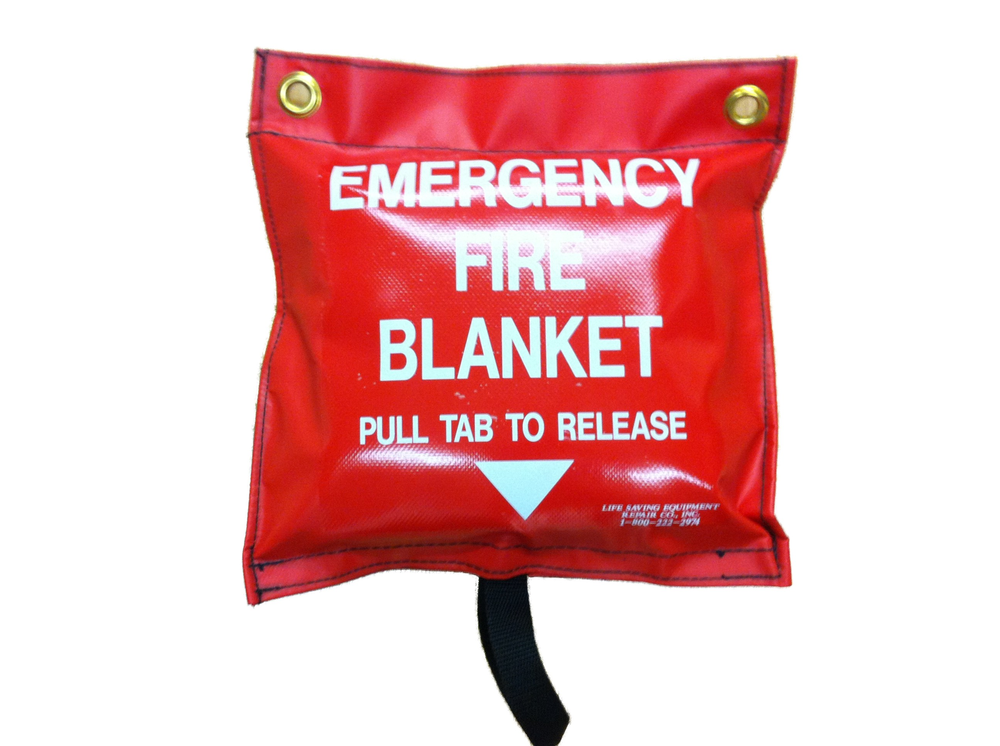 EMERGENCY
FIRE
BLANKET
PULL TAB TO RELEASE
LIFE SAVING EQUIPMENT
REPAIR CO., INC.
1-800-222-2974